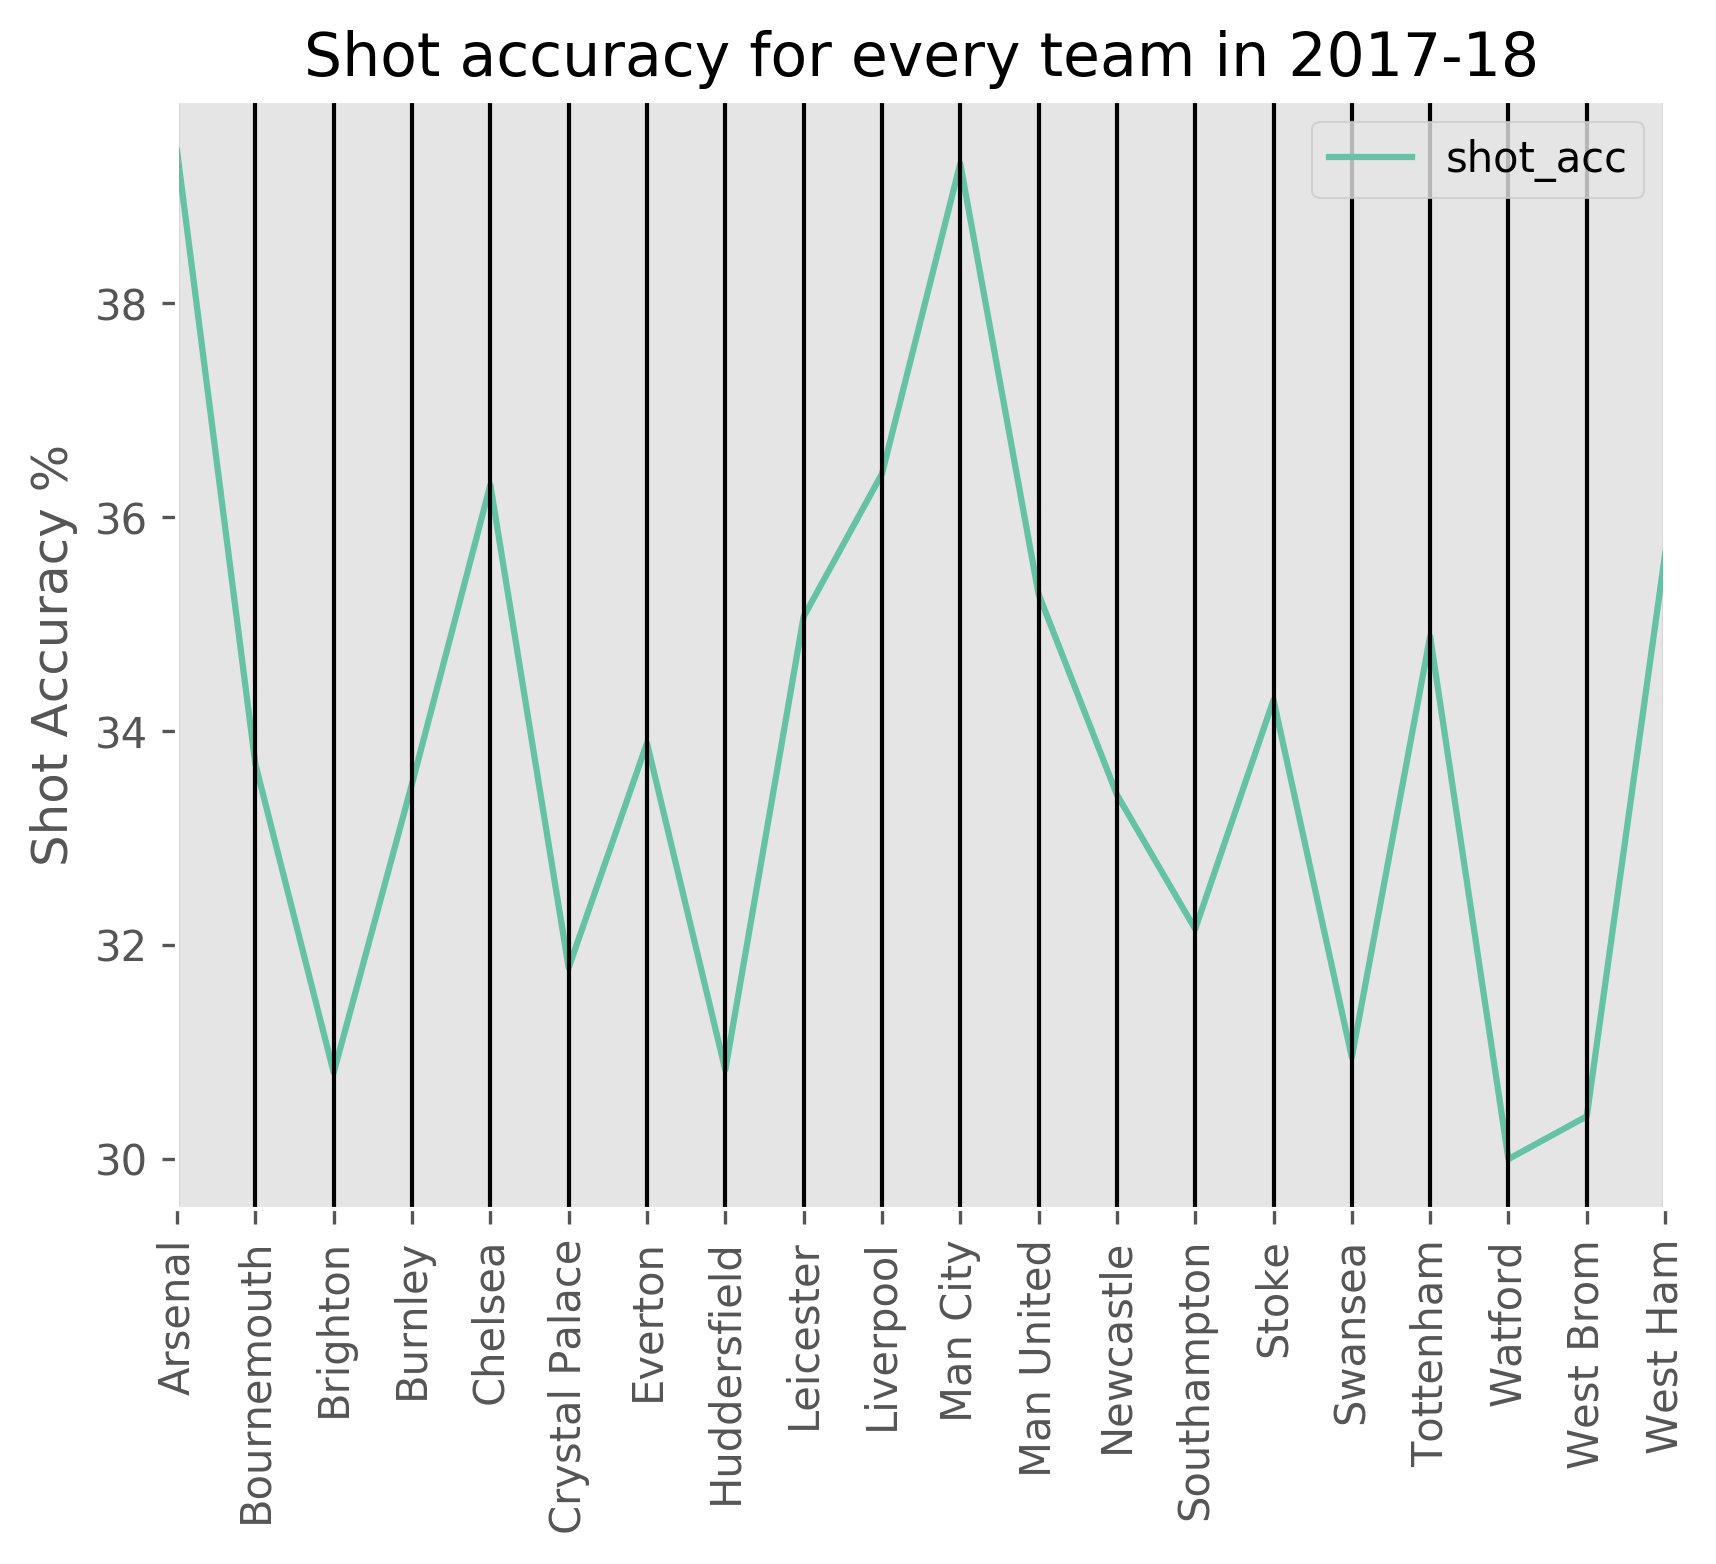 Shot accuracy for every team in 2017-18
shot_acc
Shot Accuracy %
38
36
34
32
30
Arsenal
Bournemouth
Brighton
Burnley
Chelsea
Crystal Palace
Everton
Huddersfield
Leicester
Liverpool
Man City
Man United
Newcastle
Southampton
Stoke
Swansea
Tottenham
Watford
West Brom
West Ham